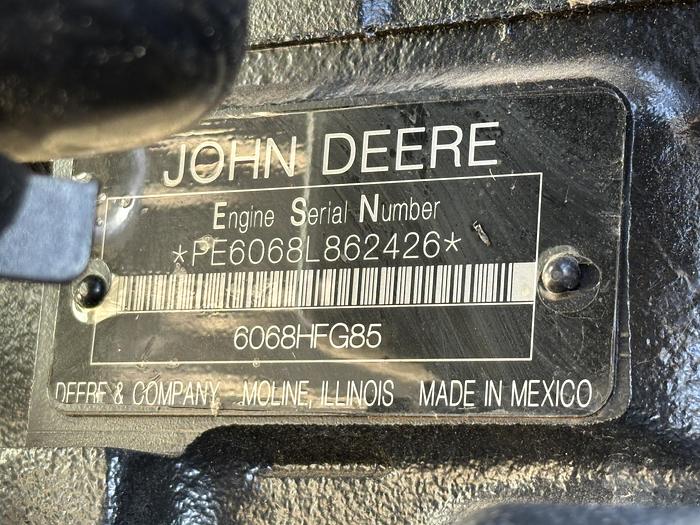 JOHN DEERE
Engine Serial Number
*PE6068L862426*
6068HFG85
DEERE & COMPANY MOLINE, ILLINOIS MADE IN MEXICO